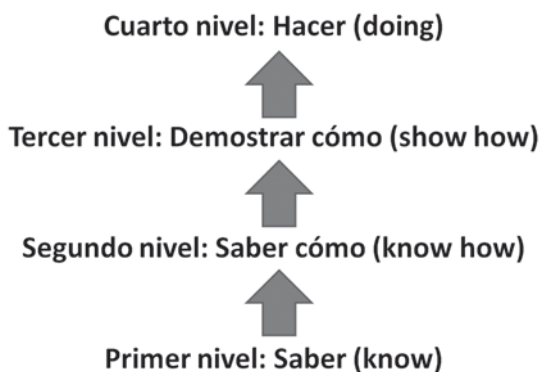 Cuarto nivel: Hacer (doing)
Tercer nivel: Demostrar cómo (show how)
Segundo nivel: Saber cómo (know how)
Primer nivel: Saber (know)